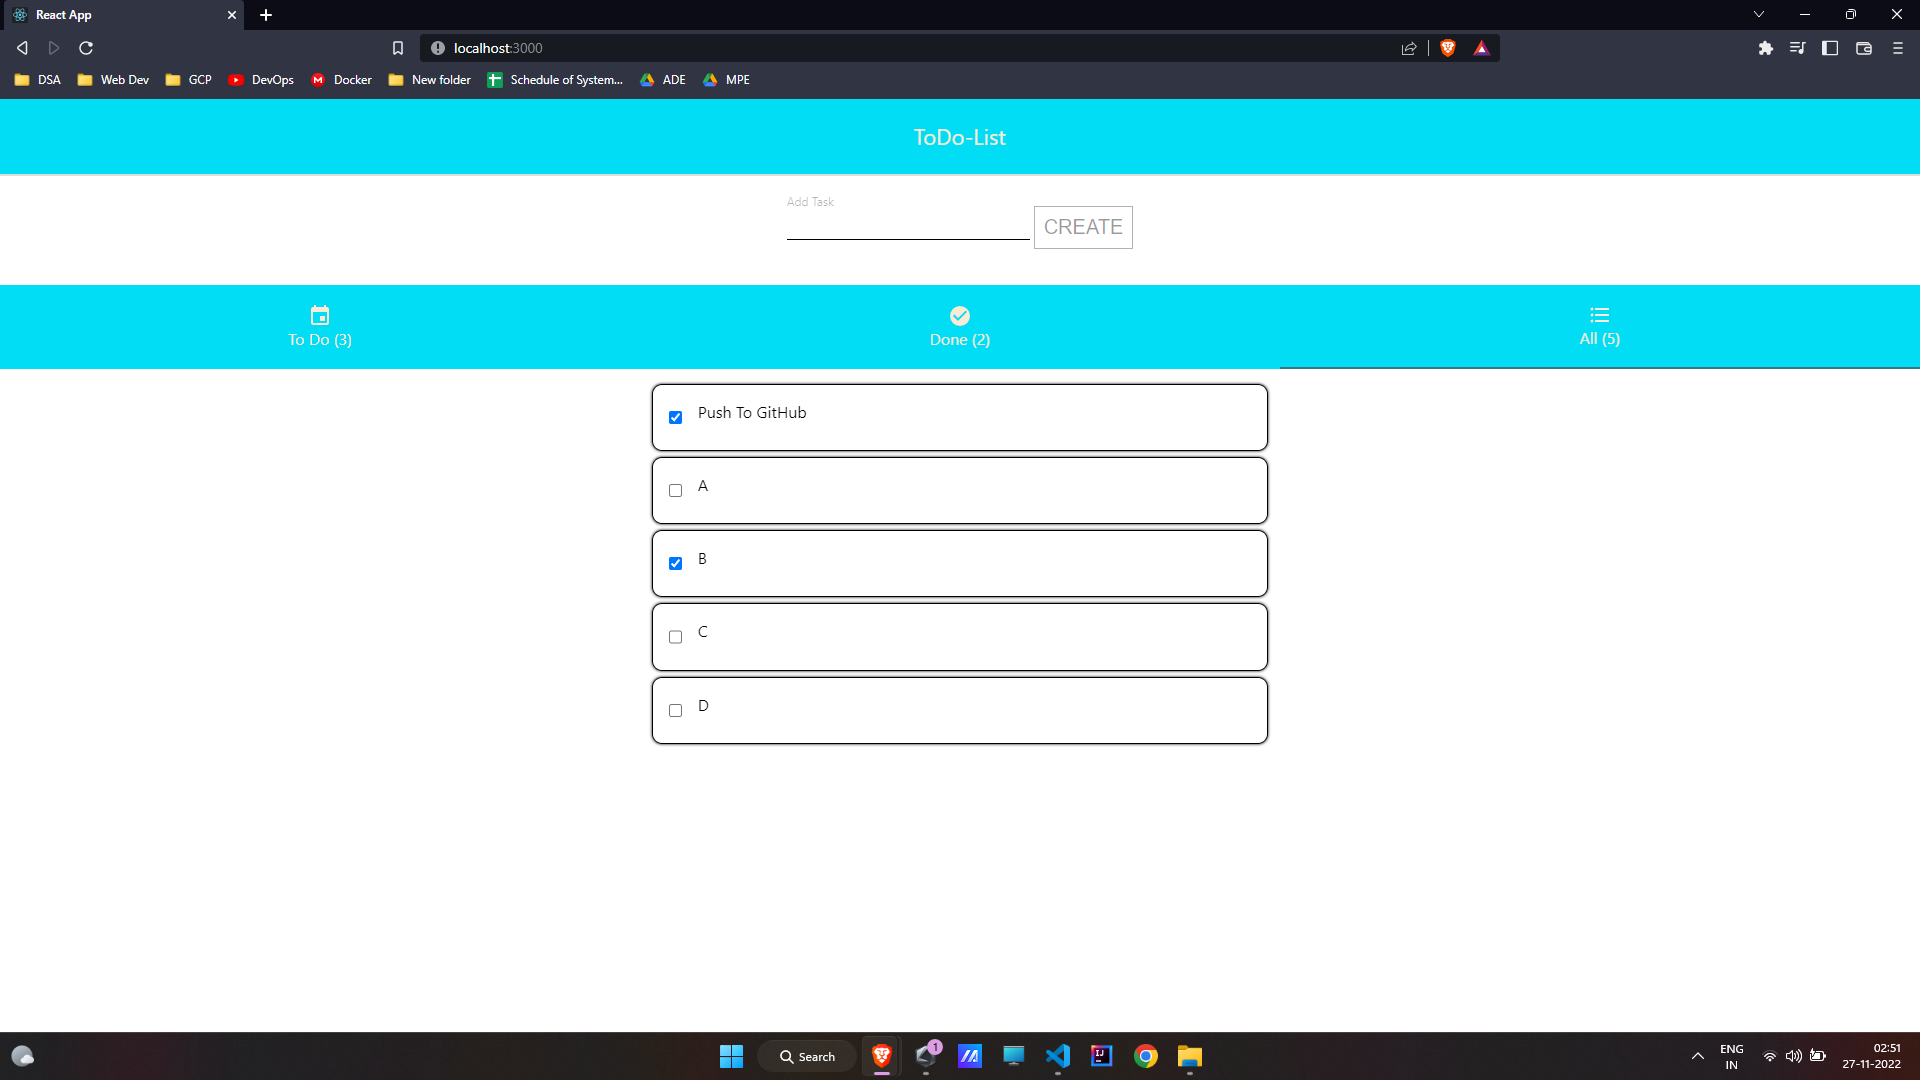 React App
localhost:3000
DSA Web Dev GCP DevOps Docker New folder Schedule of System... ADE MPE
ToDo-List
Add Task
CREATE
To Do (3) Done (2) All (5)
Push To GitHub
A
B
C
D
Search
1
IJ
ENG
IN
02:51
27-11-2022